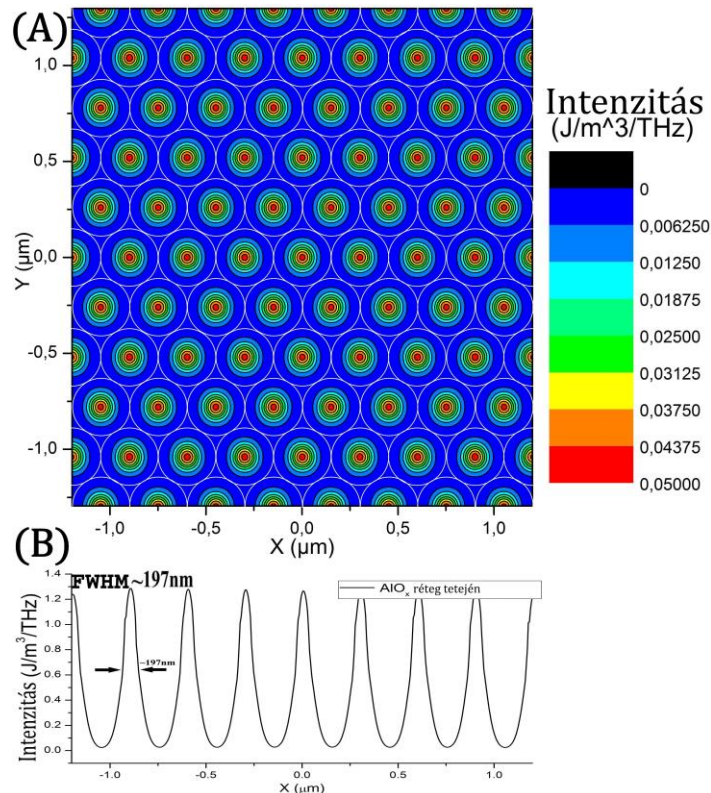 (A)
1,0
0,5
0,0
-0,5
-1,0
Y (µm)
-1,0 -0,5 0,0 0,5 1,0
X (µm)
Intenzitás
(J/m^3/THz)
0
0,006250
0,01250
0,01875
0,02500
0,03125
0,03750
0,04375
0,05000
(B)
FWHM~197nm
AlOₓ réteg tetején
~197nm
1.4
1.2
1.0
0.8
0.6
0.4
0.2
0.0
Intenzitás (J/m³/THz)
-1.0 -0.5 0.0 0.5 1.0
X (µm)